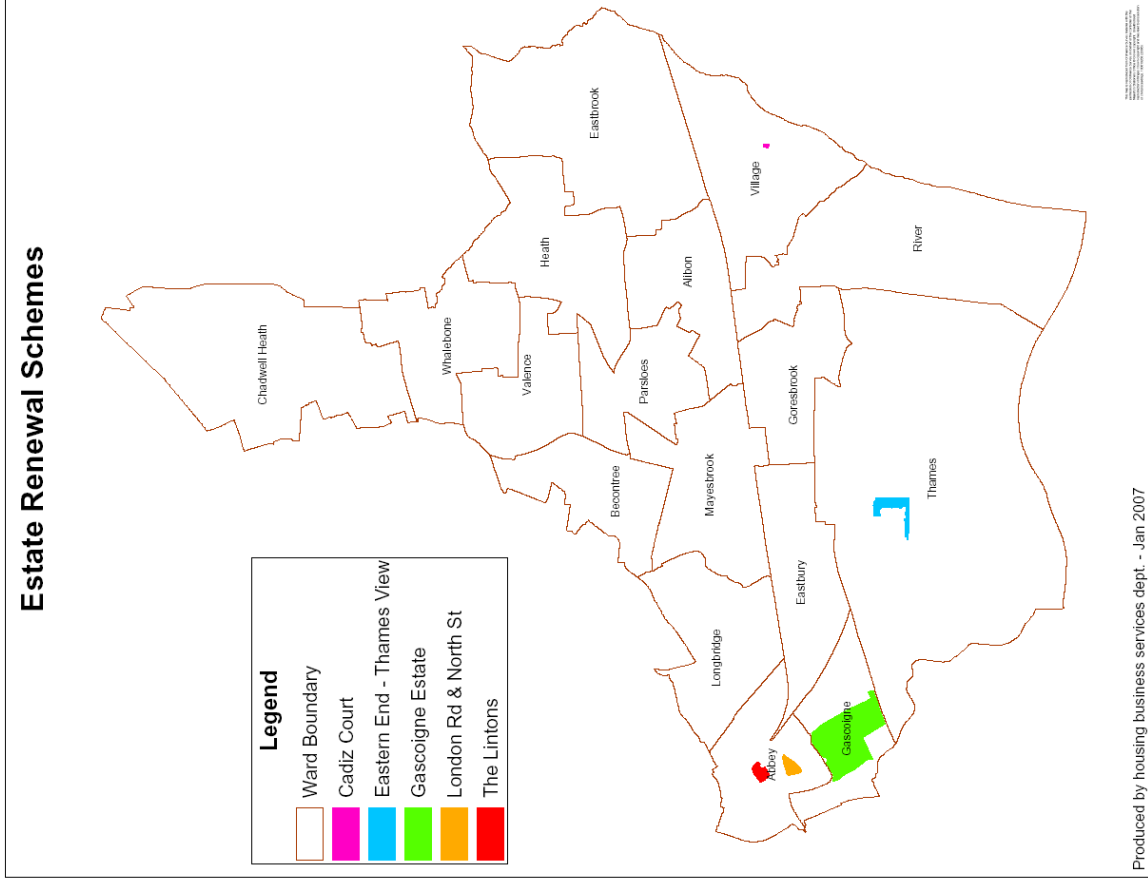 Estate Renewal Schemes
Legend
Ward Boundary
Cadiz Court
Eastern End - Thames View
Gascoigne Estate
London Rd & North St
The Lintons
Chadwell Heath
Whalebone
Valence
Heath
Eastbrook
Becontree
Parsloes
Alibon
Village
Longbridge
Mayesbrook
Goresbrook
River
Eastbury
Thames
Abbey
Gascoigne
Produced by housing business services dept. - Jan 2007